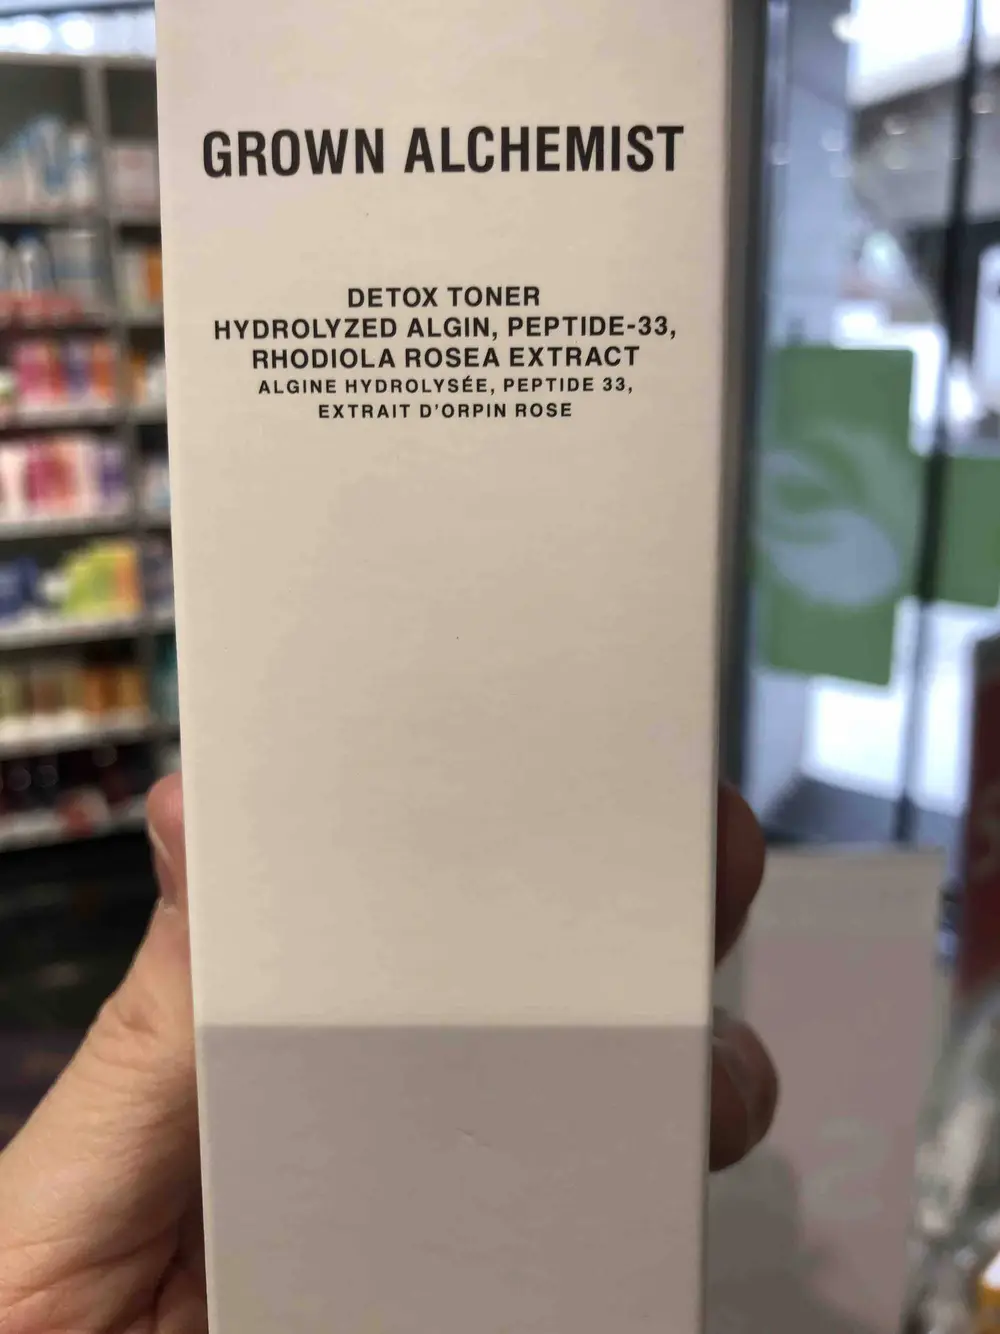 GROWN ALCHEMIST
DETOX TONER
HYDROLYZED ALGIN, PEPTIDE-33,
RHODIOLA ROSEA EXTRACT
ALGINE HYDROLYSÉE, PEPTIDE 33,
EXTRAIT D'ORPIN ROSE